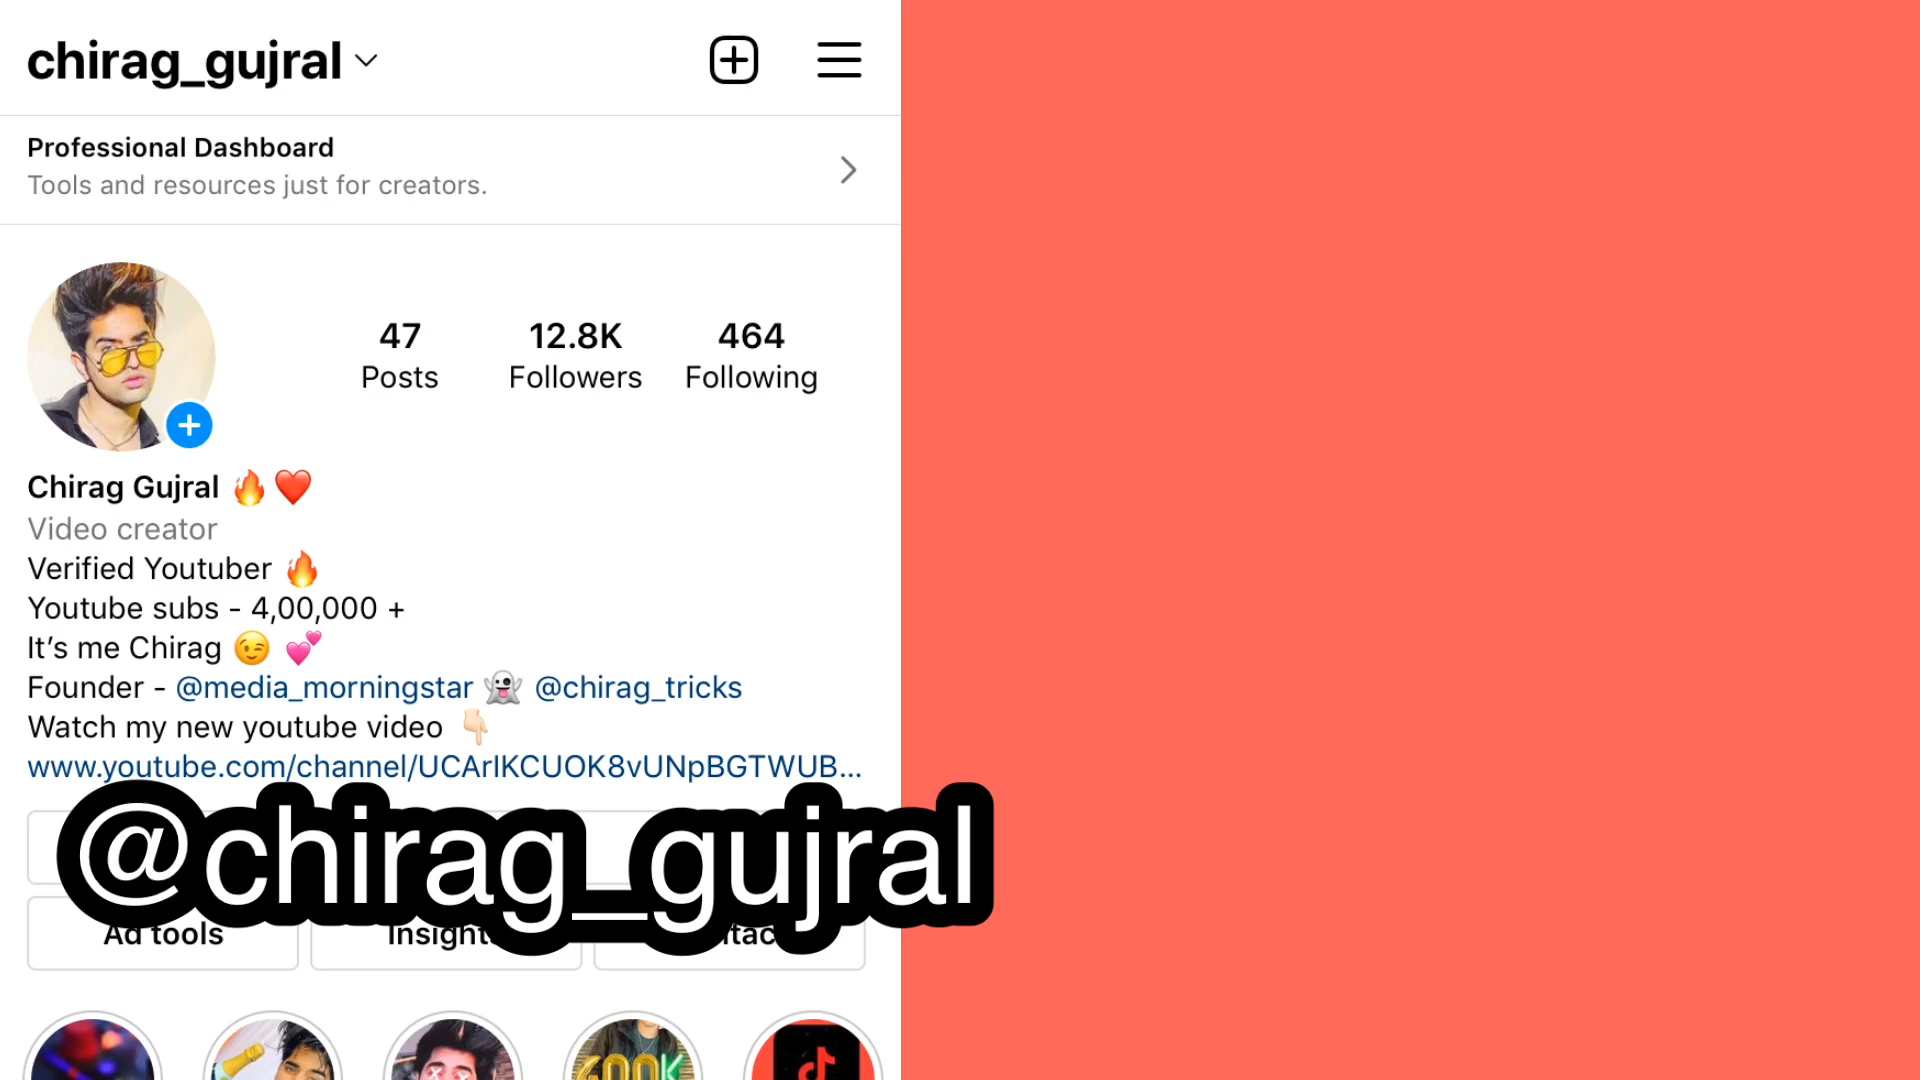 chirag_gujral
Professional Dashboard
Tools and resources just for creators.
47
Posts
12.8K
Followers
464
Following
Chirag Gujral 🔥❤️
Video creator
Verified Youtuber 🔥
Youtube subs - 4,00,000 +
It’s me Chirag 😉 💕
Founder - @media_morningstar 👻 @chirag_tricks
Watch my new youtube video 👇🏻
www.youtube.com/channel/UCArIKCUOK8vUNpBGTWUB...
@chirag_gujral
Ad tools
Insights
400K